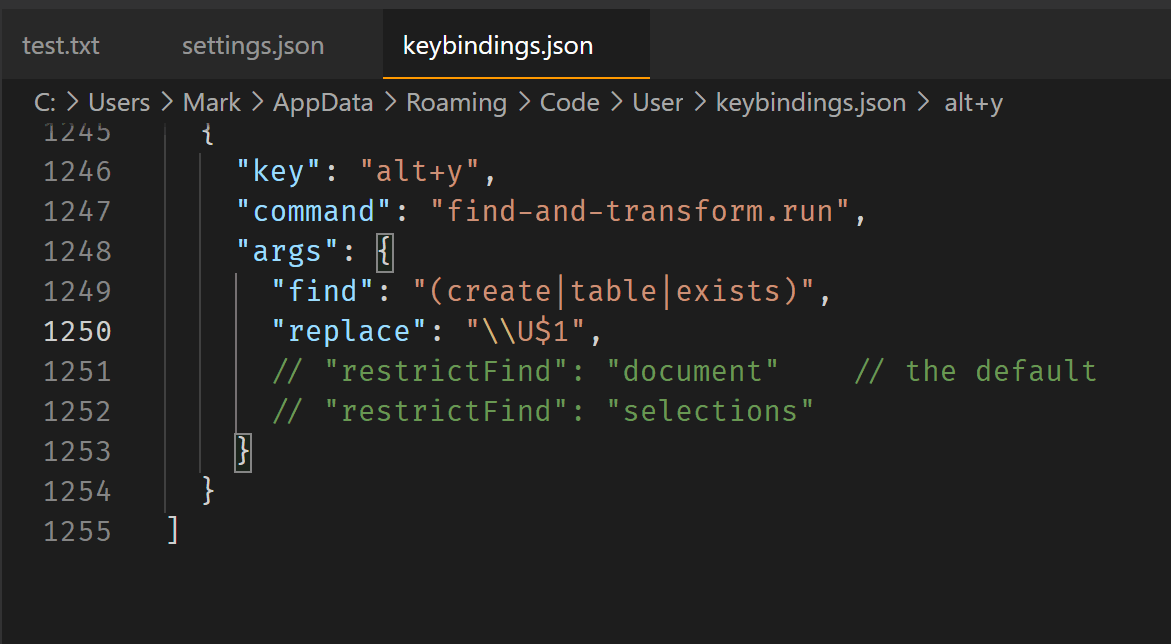 test.txt settings.json keybindings.json
C: > Users > Mark > AppData > Roaming > Code > User > keybindings.json > alt+y
1245 {
1246 "key": "alt+y",
1247 "command": "find-and-transform.run",
1248 "args": {
1249 "find": "(create|table|exists)",
1250 "replace": "\\U$1",
1251 // "restrictFind": "document" // the default
1252 // "restrictFind": "selections"
1253 }
1254 }
1255 ]